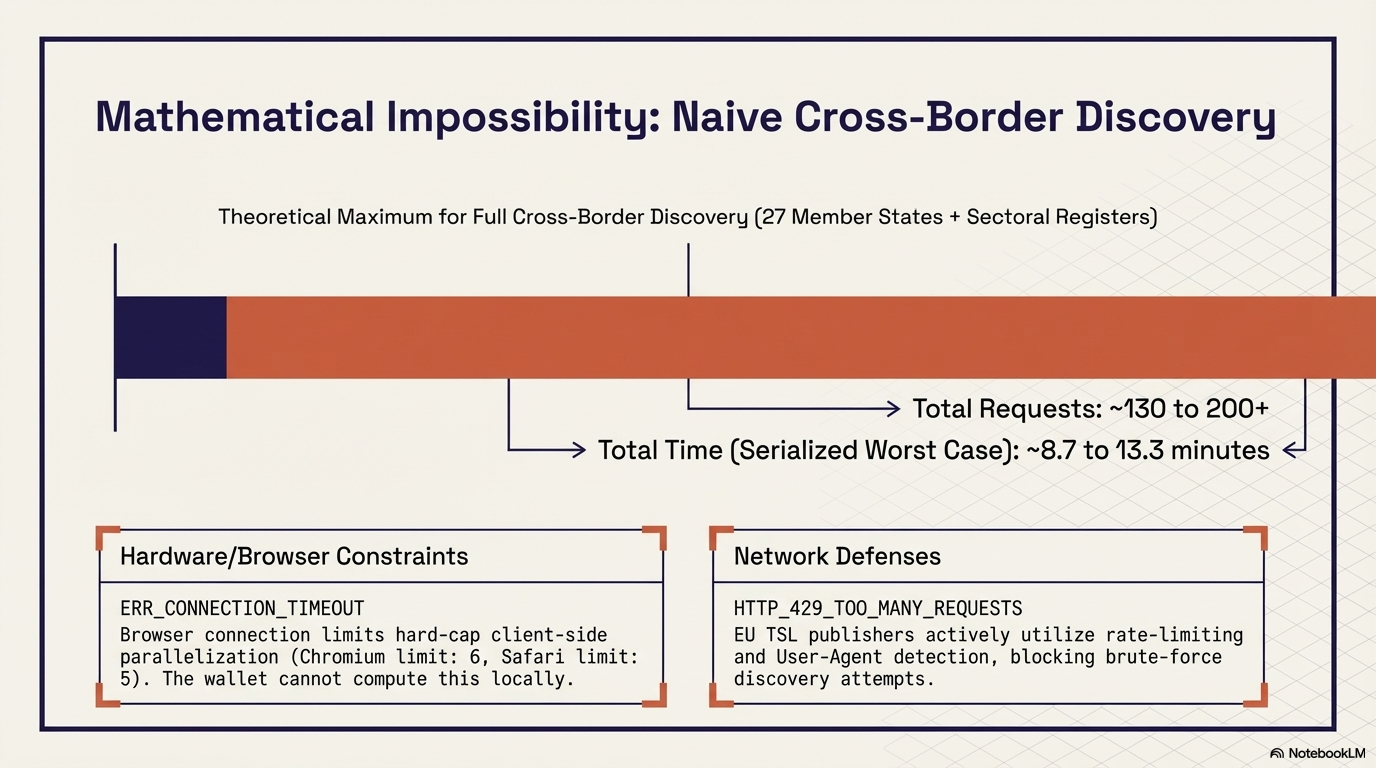 Mathematical Impossibility: Naive Cross-Border Discovery
Theoretical Maximum for Full Cross-Border Discovery (27 Member States + Sectoral Registers)
Total Requests: ~130 to 200+
Total Time (Serialized Worst Case): ~8.7 to 13.3 minutes
Hardware/Browser Constraints
ERR_CONNECTION_TIMEOUT
Browser connection limits hard-cap client-side
parallelization (Chromium limit: 6, Safari limit:
5). The wallet cannot compute this locally.
Network Defenses
HTTP_429_TOO_MANY_REQUESTS
EU TSL publishers actively utilize rate-limiting
and User-Agent detection, blocking brute-force
discovery attempts.
NotebookLM